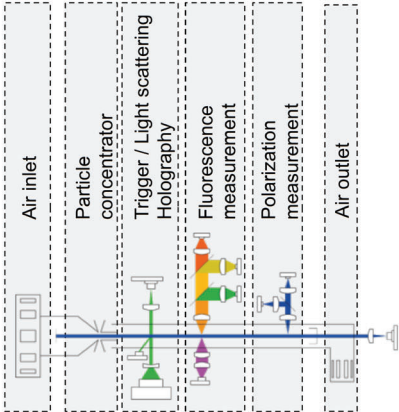 Air inlet
Particle
concentrator
Trigger / Light scattering
Holography
Fluorescence
measurement
Polarization
measurement
Air outlet